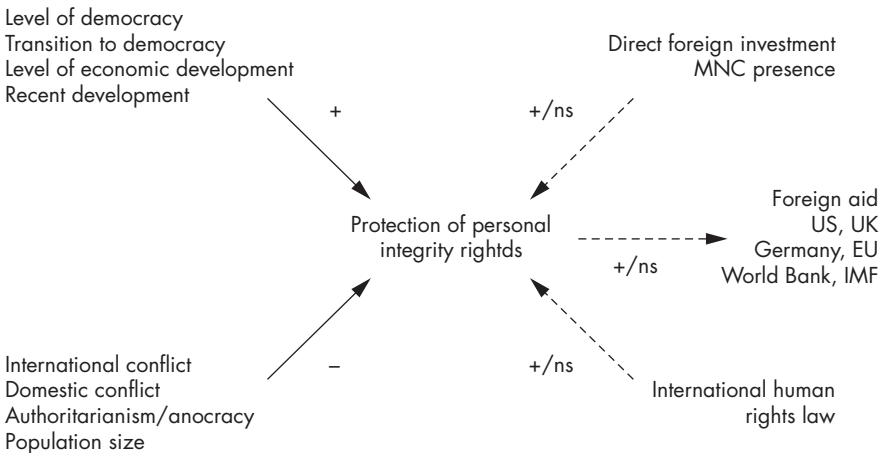 Level of democracy
Transition to democracy
Level of economic development
Recent development
+
Direct foreign investment
MNC presence
+/ns
Protection of personal
integrity rightds
+/ns
Foreign aid
US, UK
Germany, EU
World Bank, IMF
International conflict
Domestic conflict
Authoritarianism/anocracy
Population size
–
+/ns
International human
rights law